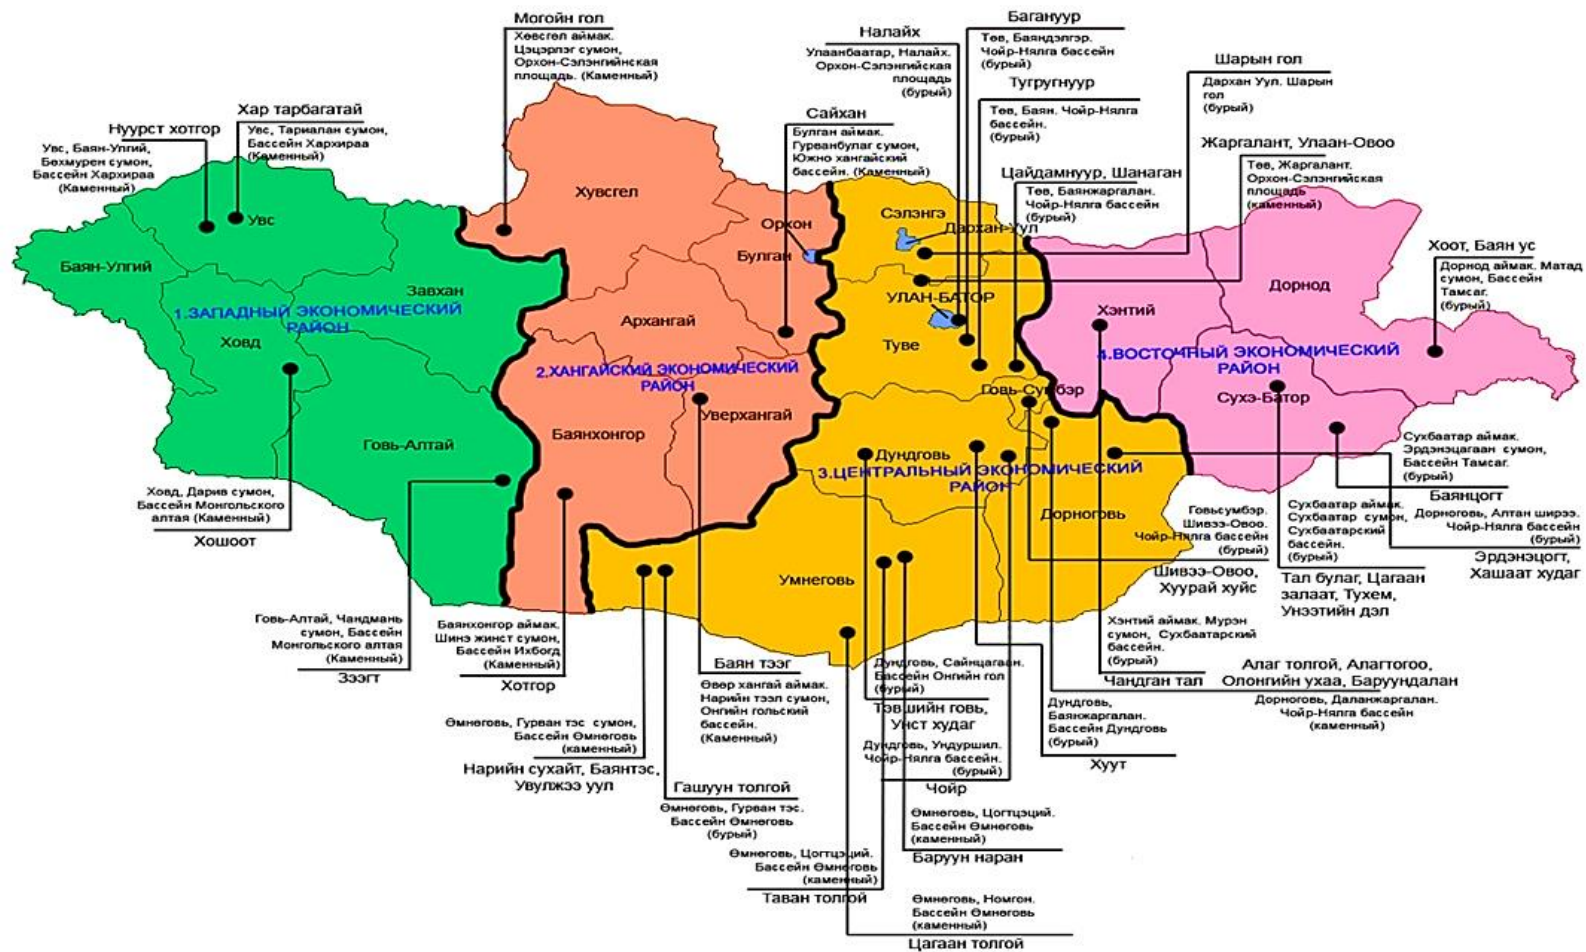 Могойн гол
Хөвсгөл аймак.
Цэцэрлэг сумон,
Орхон-Сэлэнгийнская
площадь. (Каменный)
Хар тарбагатай
Увс, Тариалан сумон,
Бассейн Хархираа
(Каменный)
Нуурст хотгор
Увс, Баян-Улгий,
Бөхмурен сумон,
Бассейн Хархираа
(Каменный)
Сайхан
Булган аймак.
Гурванбулаг сумон,
Южно хангайский
бассейн. (Каменный)
Налайх
Улаанбаатар, Налайх.
Орхон-Сэлэнгийская
площадь
(бурый)
Багануур
Төв, Баяндэлгэр.
Чойр-Нялга бассейн
(бурый)
Тугругнуур
Төв, Баян. Чойр-Нялга
бассейн.
(бурый)
Шарын гол
Дархан Уул. Шарын
гол
(бурый)
Жаргалант, Улаан-Овоо
Төв, Жаргалант.
Орхон-Сэлэнгийская
площадь
(каменный)
Цайдамнуур, Шанаган
Төв, Баянжаргалан.
Чойр-Нялга бассейн
(бурый)
Хоот, Баян ус
Дорнод аймак. Матад
сумон, Бассейн
Тамсаг.
(бурый)
Увс
Баян-Улгий
Завхан
1.ЗАПАДНЫЙ ЭКОНОМИЧЕСКИЙ
РАЙОН
Ховд
Говь-Алтай
Хувсгел
Орхон
Булган
Архангай
2.ХАНГАЙСКИЙ ЭКОНОМИЧЕСКИЙ
РАЙОН
Уверхангай
Баянхонгор
Сэлэнгэ
Дархан-Уул
УЛАН-БАТОР
Туве
Говь-Сумбэр
Дундговь
3.ЦЕНТРАЛЬНЫЙ ЭКОНОМИЧЕСКИЙ
РАЙОН
Дорноговь
Умнеговь
Хэнтий
Дорнод
4.ВОСТОЧНЫЙ ЭКОНОМИЧЕСКИЙ
РАЙОН
Сухэ-Батор
Ховд, Дарив сумон,
Бассейн Монгольского
алтая (Каменный)
Хошоот
Говь-Алтай, Чандмань
сумон, Бассейн
Монгольского алтая
(Каменный)
Зээгт
Баянхонгор аймак.
Шинэ жинст сумон,
Бассейн Ихбогд
(Каменный)
Хотгор
Баян тээг
Өвөр хангай аймак.
Нарийн тээл сумон,
Онгийн гольский
бассейн.
(Каменный)
Өмнөговь, Гурван тэс сумон,
Бассейн Өмнөговь
(каменный)
Нарийн сухайт, Баянтэс,
Увулжээ уул
Гашуун толгой
Өмнөговь, Гурван тэс.
Бассейн Өмнөговь
(бурый)
Өмнөговь, Цогтцэций.
Бассейн Өмнөговь
(каменный)
Таван толгой
Өмнөговь, Цогтцэций.
Бассейн Өмнөговь
(каменный)
Баруун наран
Өмнөговь, Номгон.
Бассейн Өмнөговь
(каменный)
Цагаан толгой
Дундговь, Сайнцагаан.
Бассейн Онгийн гол
(бурый)
Тэвшийн говь,
Унст худаг
Дундговь, Ундуршил.
Чойр-Нялга бассейн.
(бурый)
Чойр
Дундговь,
Баянжаргалан.
Бассейн Дундговь
(бурый)
Хуут
Говьсумбэр.
Шивээ-Овоо.
Чойр-Нялга бассейн
(бурый)
Шивээ-Овоо,
Хуурай хуйс
Хэнтий аймак. Мурэн
сумон, Сухбаатарский
бассейн.
(бурый)
Чандган тал
Алаг толгой, Алагтогоо,
Олонгийн ухаа, Баруундалан
Дорноговь, Даланжаргалан.
Чойр-Нялга бассейн
(каменный)
Сухбаатар аймак.
Сухбаатар сумон,
Сухбаатарский
бассейн.
(бурый)
Тал булаг, Цагаан
залаат, Тухем,
Унээтийн дэл
Сухбаатар аймак.
Эрдэнэцагаан сумон,
Бассейн Тамсаг.
(бурый)
Баянцогт
Дорноговь, Алтан ширээ.
Чойр-Нялга бассейн
(бурый)
Эрдэнэцогт,
Хашаат худаг